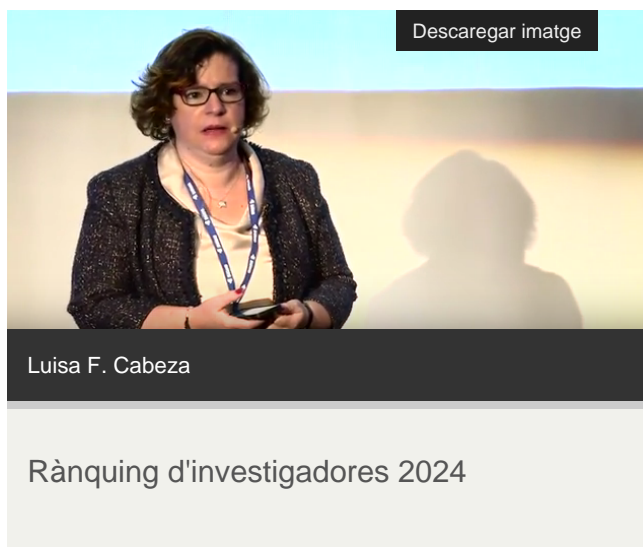 Descaregar imatge
Luisa F. Cabeza
Rànquing d'investigadores 2024